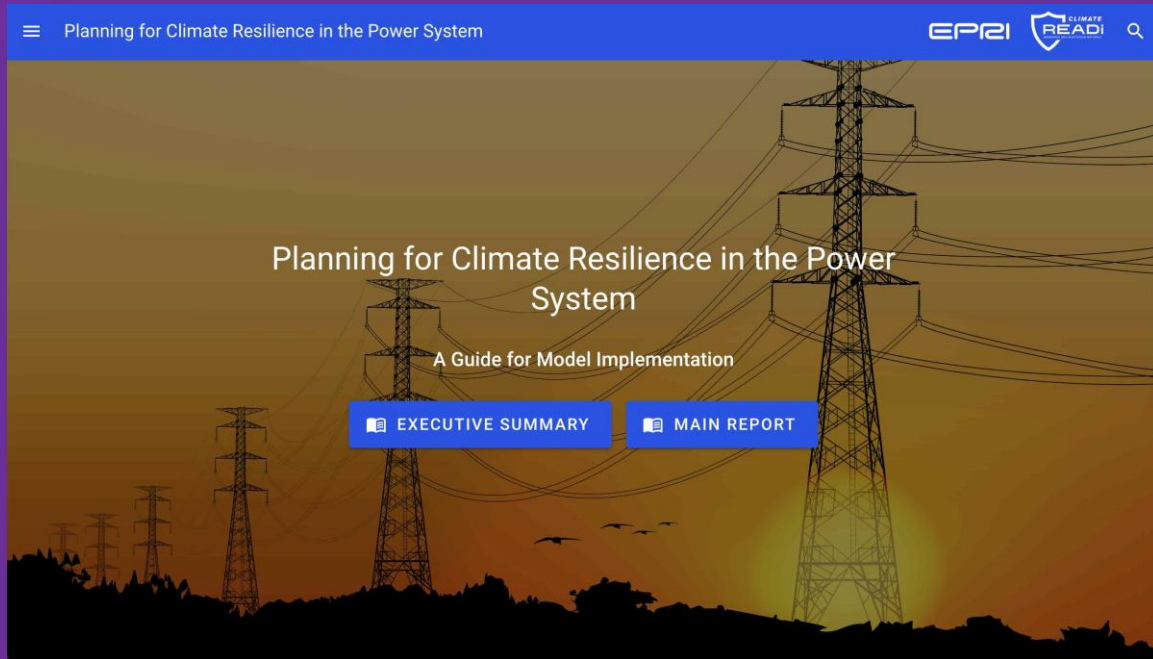 Planning for Climate Resilience in the Power System
EPRI
CLIMATE
READi
Planning for Climate Resilience in the Power
System
A Guide for Model Implementation
EXECUTIVE SUMMARY
MAIN REPORT